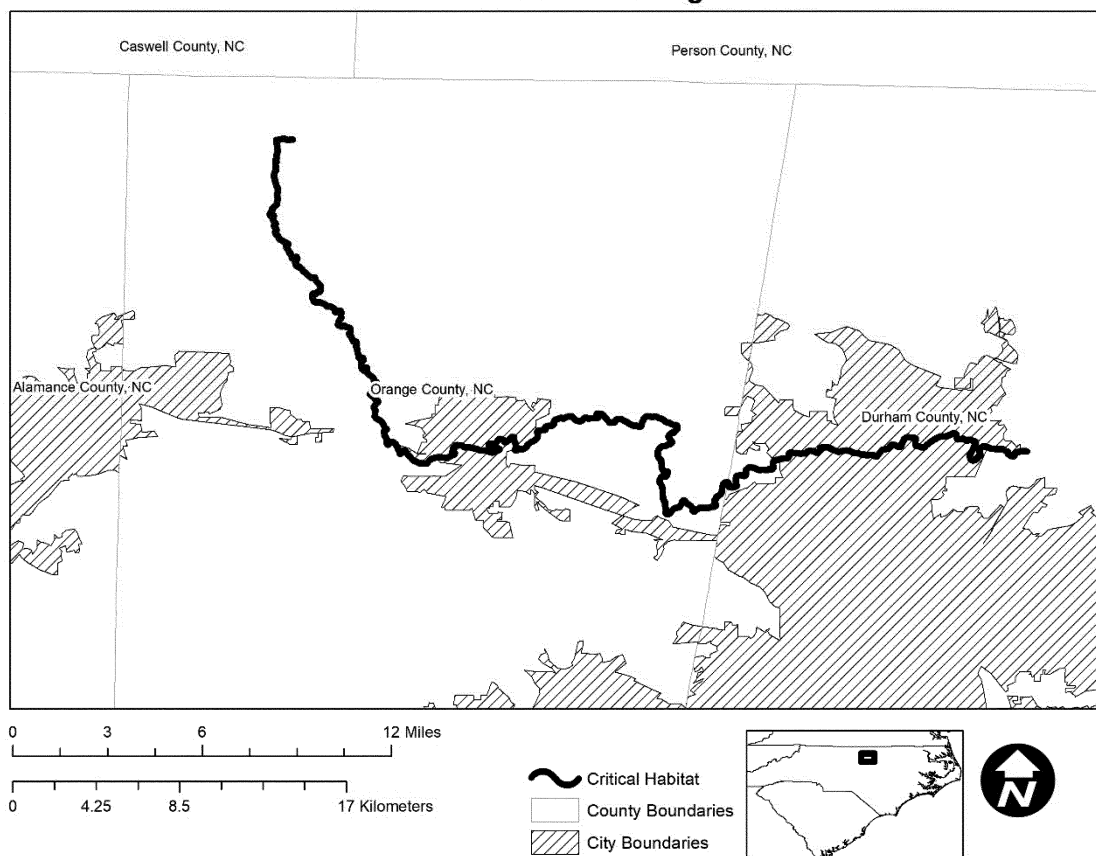 Caswell County, NC
Person County, NC
Alamance County, NC
Orange County, NC
Durham County, NC
0 3 6 12 Miles
0 4.25 8.5 17 Kilometers
Critical Habitat
County Boundaries
City Boundaries
N